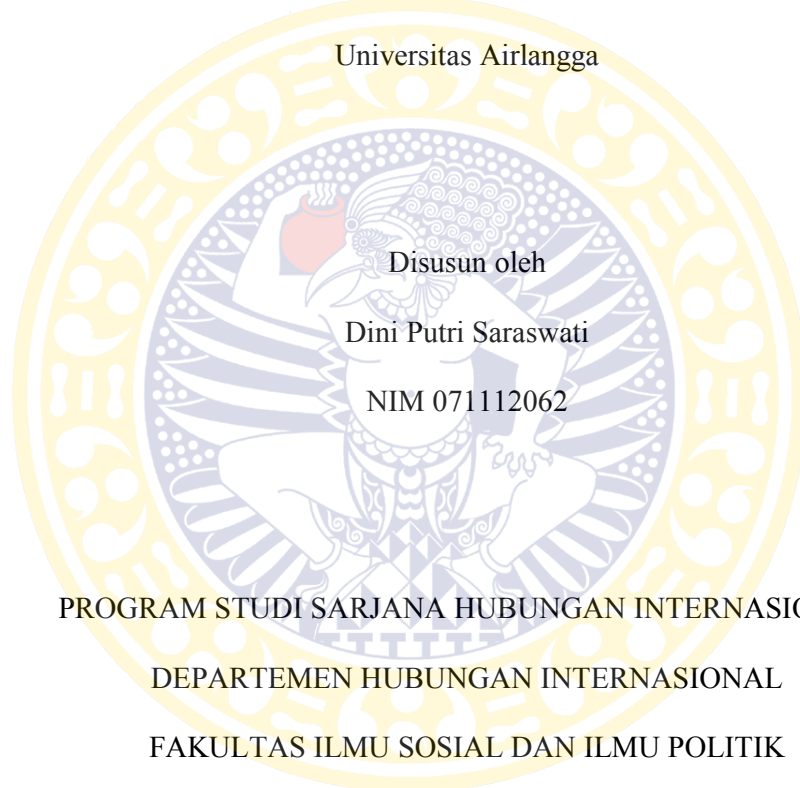 Universitas Airlangga
Disusun oleh
Dini Putri Saraswati
NIM 071112062
PROGRAM STUDI SARJANA HUBUNGAN
DEPARTEMEN HUBUNGAN INTERNASIONAL
FAKULTAS ILMU SOSIAL DAN ILMU POLITIK